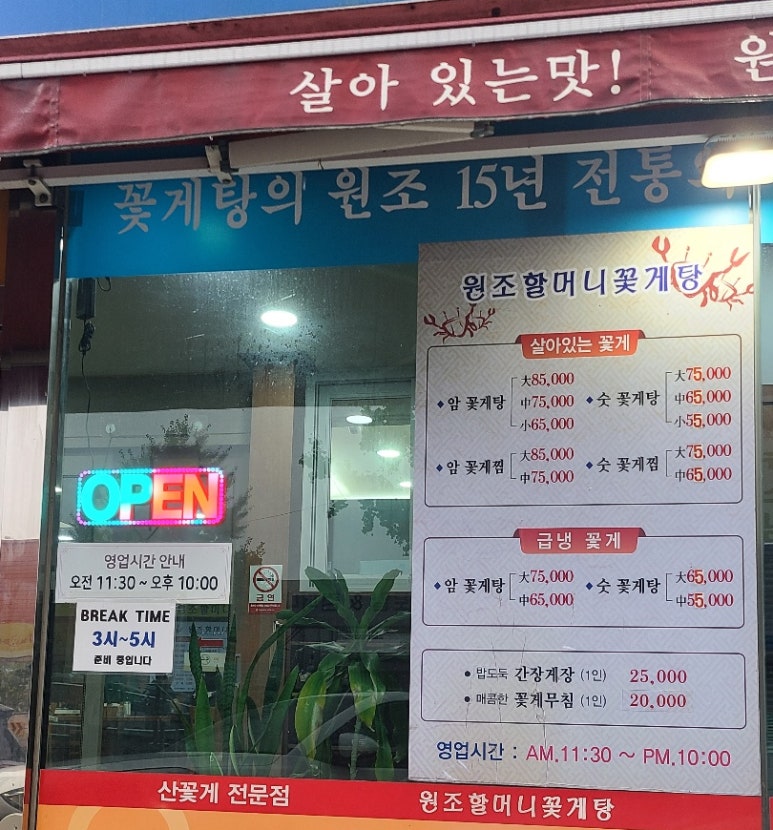 살아 있는맛!
원
꽃게탕의 원조 15년 전통의
원조할머니꽃게탕
살아있는 꽃게
◆ 암 꽃게탕 大85,000 中75,000 小65,000
◆ 숫 꽃게탕 大75,000 中65,000 小55,000
◆ 암 꽃게찜 大85,000 中75,000
◆ 숫 꽃게찜 大75,000 中65,000
급냉 꽃게
◆ 암 꽃게탕 大75,000 中65,000
◆ 숫 꽃게탕 大65,000 中55,000
• 밥도둑 간장게장 (1인) 25,000
• 매콤한 꽃게무침 (1인) 20,000
영업시간 : AM.11:30 ~ PM.10:00
OPEN
영업시간 안내
오전 11:30 ~ 오후 10:00
BREAK TIME
3시~5시
준비 중입니다
금연
산꽃게 전문점
원조할머니꽃게탕